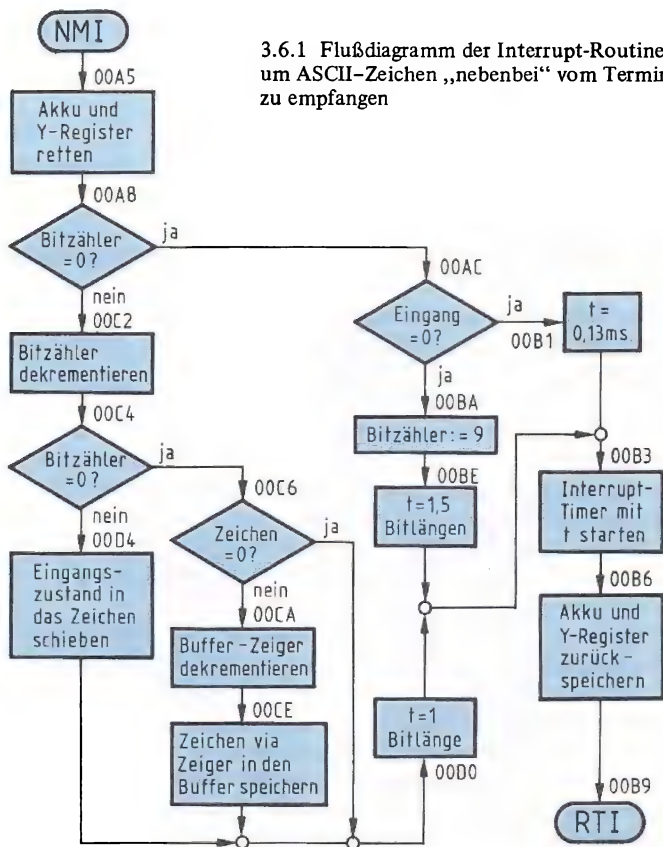 3.6.1 Flußdiagramm der Interrupt-Routine
um ASCII-Zeichen „nebenbei“ vom Termin
zu empfangen
NMI
00A5
Akku und
Y-Register
retten
00A8
Bitzähler
=0?
ja
nein
00C2
Bitzähler
dekrementieren
00C4
Bitzähler
=0?
ja
nein
00D4
Eingangs-
zustand in
das Zeichen
schieben
00C6
Zeichen
=0?
ja
nein
00CA
Buffer-Zeiger
dekrementieren
00CE
Zeichen via
Zeiger in den
Buffer speichern
00AC
Eingang
=0?
ja
00B1
ja
00BA
Bitzähler:= 9
00BE
t=1,5
Bitlängen
t=1
Bitlänge
00D0
t=
0,13ms.
00B3
Interrupt-
Timer mit
t starten
00B6
Akku und
Y-Register
zurück-
speichern
00B9
RTI